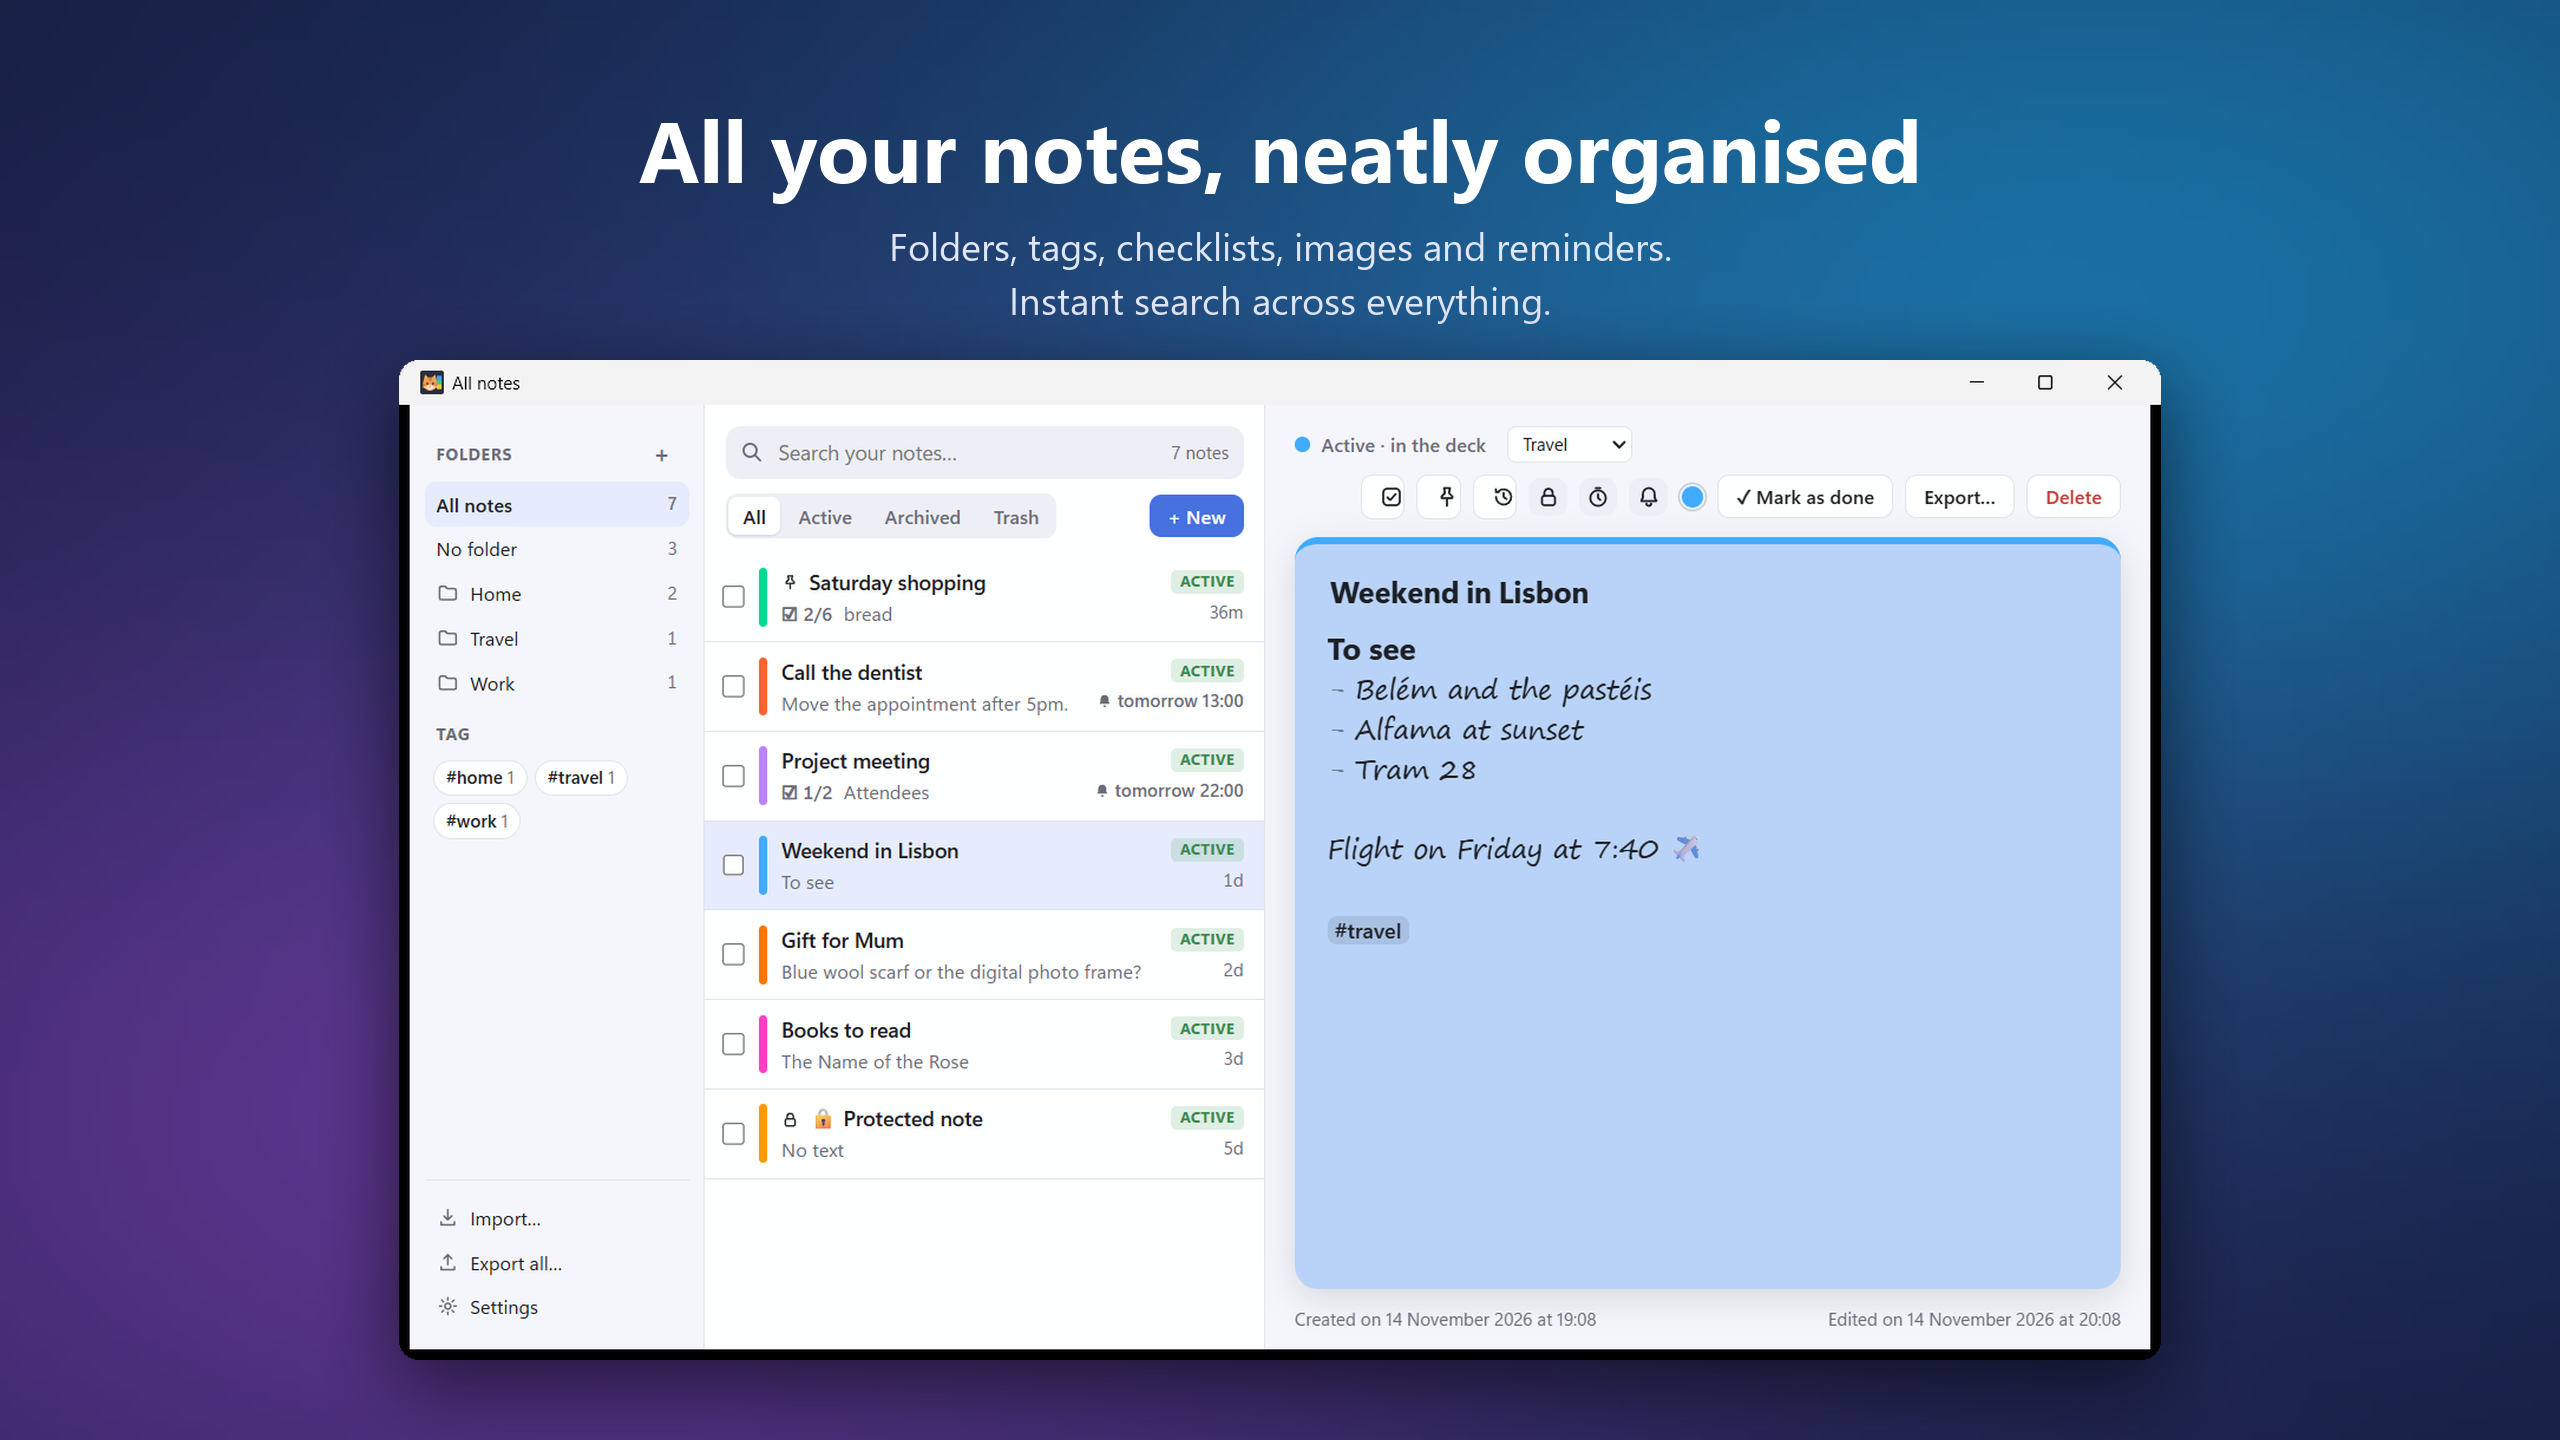 All your notes, neatly organised
Folders, tags, checklists, images and reminders.
Instant search across everything.
All notes
FOLDERS +
All notes 7
No folder 3
Home 2
Travel 1
Work 1
TAG
#home 1 #travel 1
#work 1
Import...
Export all...
Settings
Search your notes... 7 notes
All Active Archived Trash + New
Saturday shopping ACTIVE
2/6 bread 36m
Call the dentist ACTIVE
Move the appointment after 5pm. tomorrow 13:00
Project meeting ACTIVE
1/2 Attendees tomorrow 22:00
Weekend in Lisbon ACTIVE
To see 1d
Gift for Mum ACTIVE
Blue wool scarf or the digital photo frame? 2d
Books to read ACTIVE
The Name of the Rose 3d
🔒 Protected note ACTIVE
No text 5d
Active · in the deck Travel
✓ Mark as done Export... Delete
Weekend in Lisbon
To see
- Belém and the pastéis
- Alfama at sunset
- Tram 28
Flight on Friday at 7:40 ✈️
#travel
Created on 14 November 2026 at 19:08 Edited on 14 November 2026 at 20:08